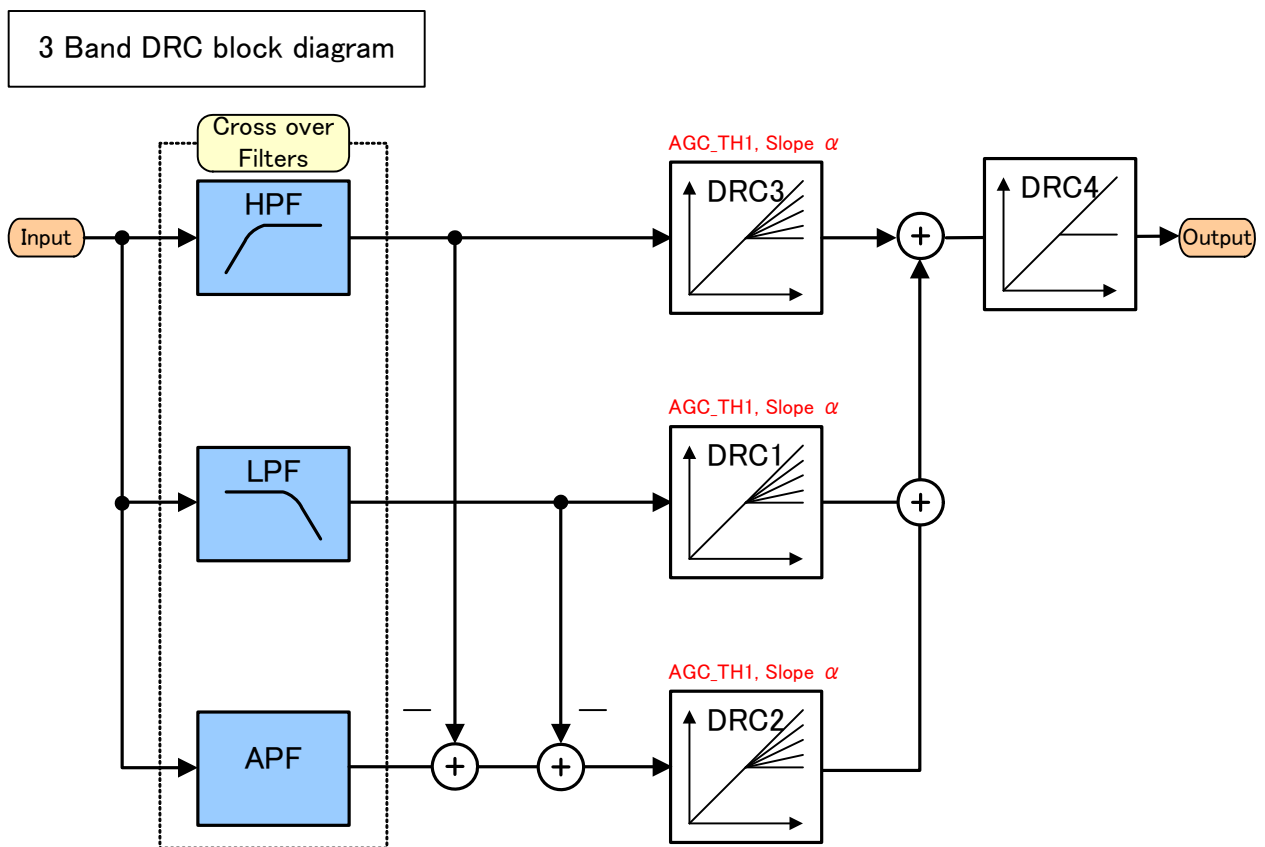 3 Band DRC block diagram
Cross over
Filters
AGC_TH1, Slope α
HPF
DRC3
DRC4
Input
+
Output
AGC_TH1, Slope α
LPF
DRC1
+
AGC_TH1, Slope α
—
—
APF
+
+
DRC2